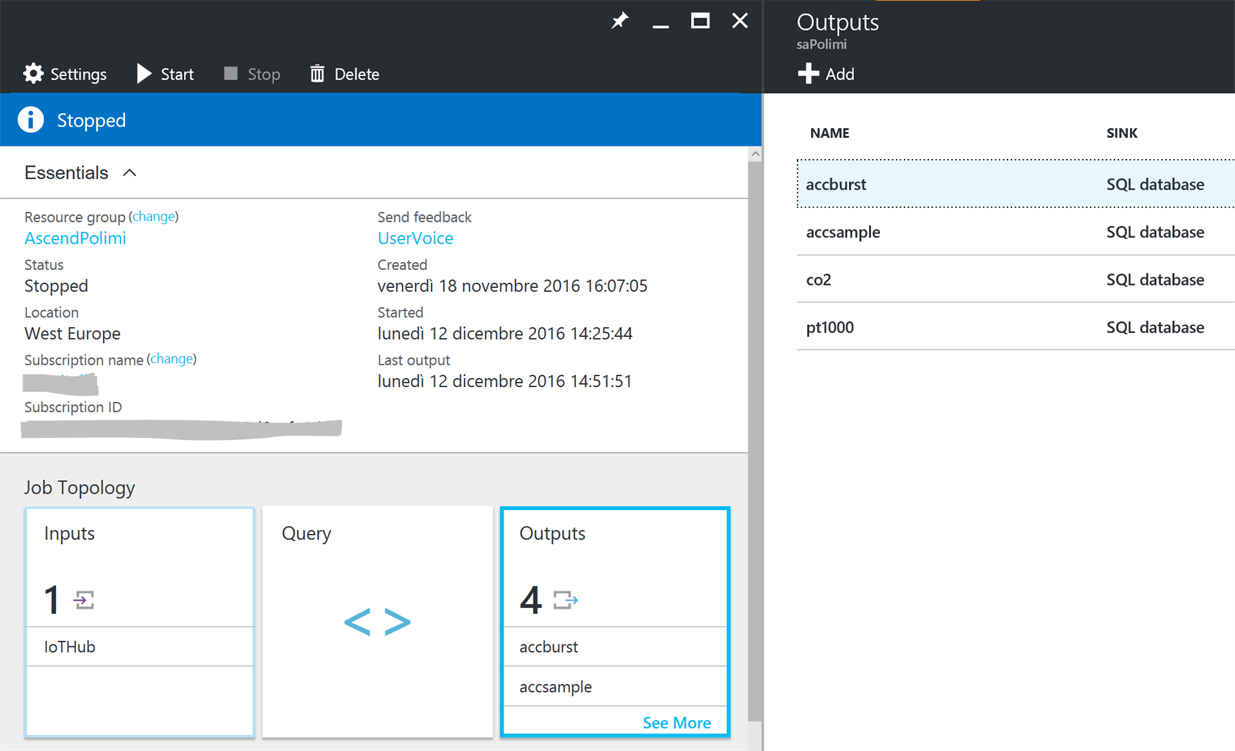 Settings Start Stop Delete
Stopped
Essentials
Resource group (change)
AscendPolimi
Status
Stopped
Location
West Europe
Subscription name (change)
Subscription ID
Send feedback
UserVoice
Created
venerdì 18 novembre 2016 16:07:05
Started
lunedì 12 dicembre 2016 14:25:44
Last output
lunedì 12 dicembre 2016 14:51:51
Job Topology
Inputs
1
IoTHub
Query
< >
Outputs
4
accburst
accsample
See More
Outputs
saPolimi
Add
NAME SINK
accburst SQL database
accsample SQL database
co2 SQL database
pt1000 SQL database